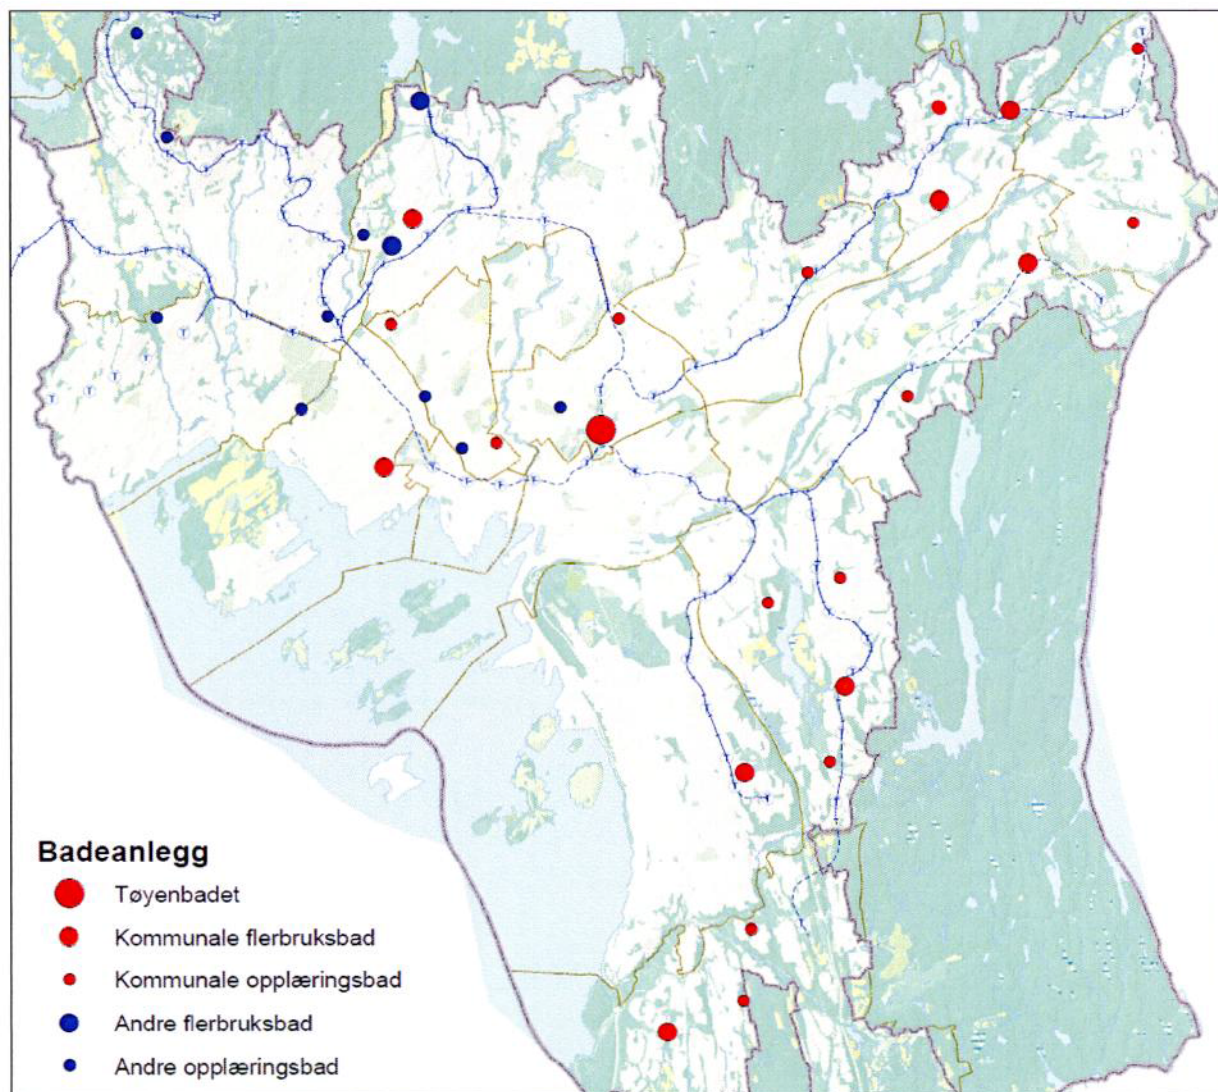 Badeanlegg
Tøyenbadet
Kommunale flerbruksbad
Kommunale opplæringsbad
Andre flerbruksbad
Andre opplæringsbad